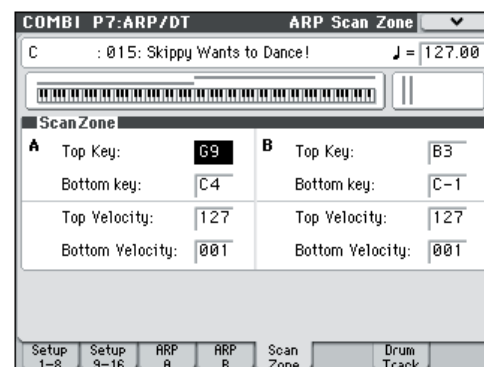 COMBI P7:ARP/DT ARP Scan Zone
C : 015: Skippy Wants to Dance! ♩ = 127.00
Scan Zone
A Top Key: G9 B Top Key: B3
Bottom key: C4 Bottom key: C-1
Top Velocity: 127 Top Velocity: 127
Bottom Velocity: 001 Bottom Velocity: 001
Setup 1-8 Setup 9-16 ARP A ARP B Scan Zone Drum Track